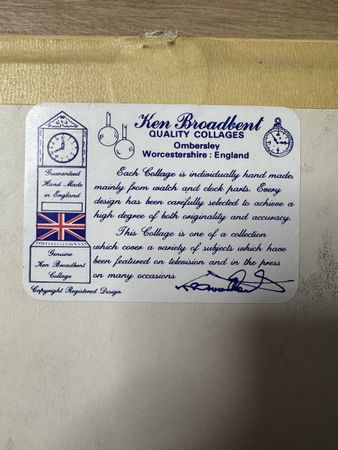 Ken Broadbent
QUALITY COLLAGES
Ombersley
Worcestershire : England
Each Collage is individually hand made
mainly from watch and clock parts. Every
design has been carefully selected to achieve a
high degree of both originality and accuracy.
This Collage is one of a collection
which cover a variety of subjects which have
been featured on television and in the press
on many occasions
Guaranteed
Hand Made
in England
Genuine
Ken Broadbent
Collage
Copyright Registered Design